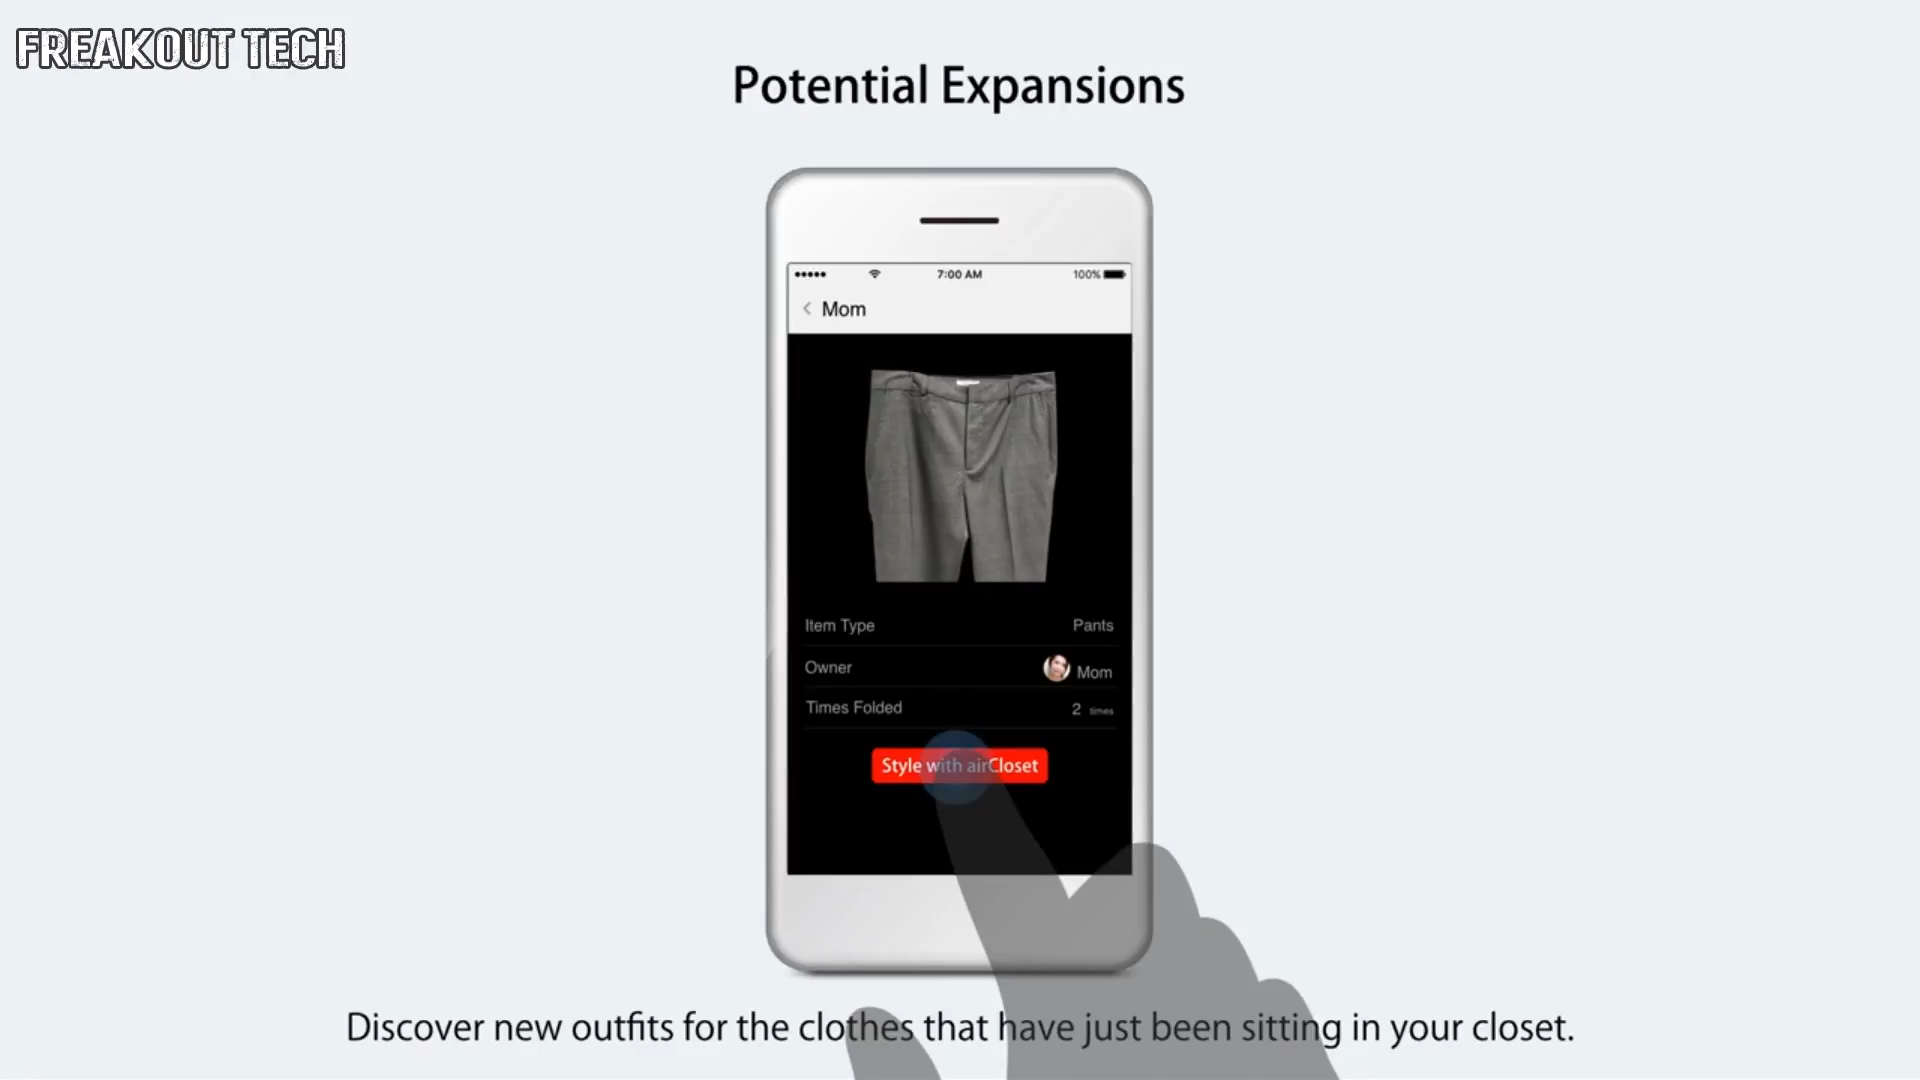 FREAKOUT TECH
Potential Expansions
7:00 AM
100%
Mom
Item Type
Pants
Owner
Mom
Times Folded
2 times
Style with airCloset
Discover new outfits for the clothes that have just been sitting in your closet.